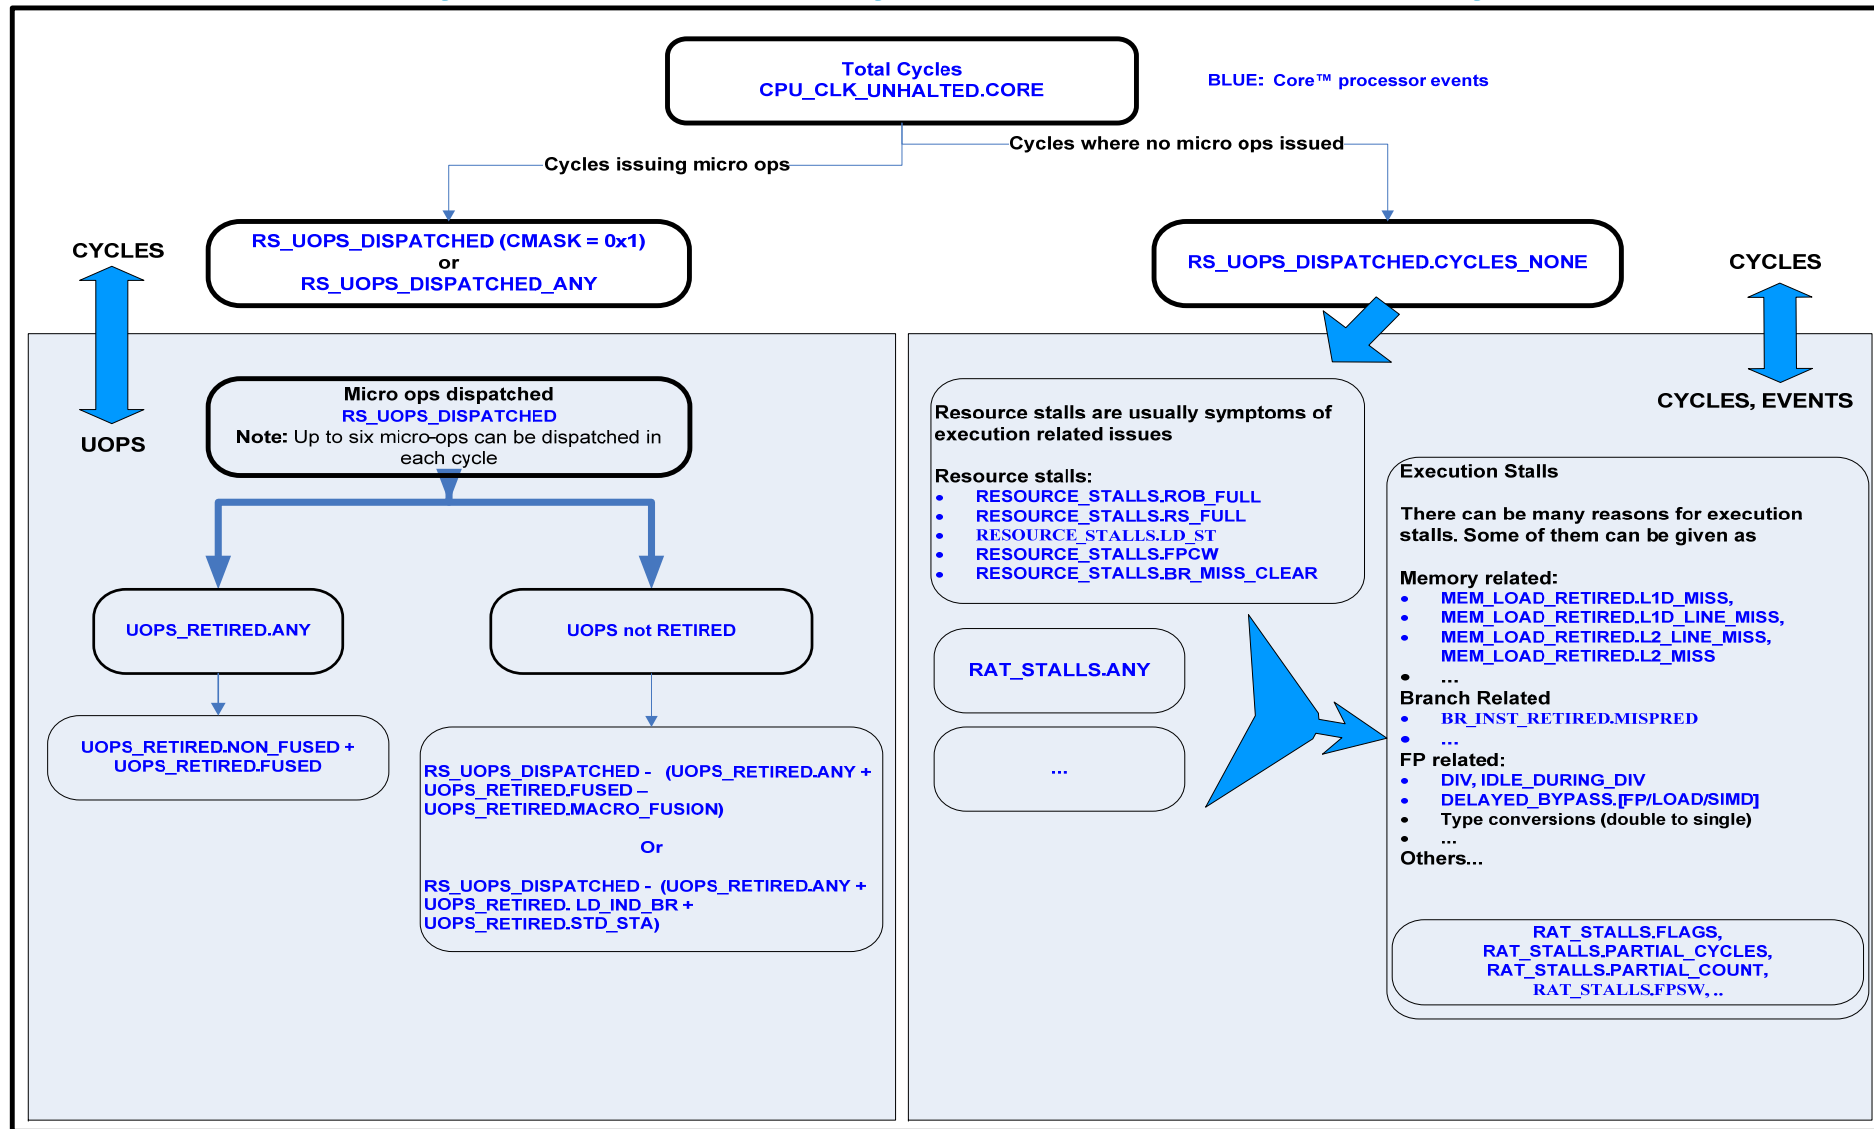 Total Cycles
CPU_CLK_UNHALTED.CORE
BLUE: Core™ processor events
Cycles where no micro ops issued
Cycles issuing micro ops
CYCLES
RS_UOPS_DISPATCHED (CMASK = 0x1)
or
RS_UOPS_DISPATCHED_ANY
RS_UOPS_DISPATCHED.CYCLES_NONE
CYCLES
UOPS
Micro ops dispatched
RS_UOPS_DISPATCHED
Note: Up to six micro-ops can be dispatched in
each cycle
UOPS_RETIRED.ANY
UOPS not RETIRED
UOPS_RETIRED.NON_FUSED +
UOPS_RETIRED.FUSED
RS_UOPS_DISPATCHED - (UOPS_RETIRED.ANY +
UOPS_RETIRED.FUSED –
UOPS_RETIRED.MACRO_FUSION)
Or
RS_UOPS_DISPATCHED - (UOPS_RETIRED.ANY +
UOPS_RETIRED. LD_IND_BR +
UOPS_RETIRED.STD_STA)
CYCLES, EVENTS
Resource stalls are usually symptoms of
execution related issues
Resource stalls:
• RESOURCE_STALLS.ROB_FULL
• RESOURCE_STALLS.RS_FULL
• RESOURCE_STALLS.LD_ST
• RESOURCE_STALLS.FPCW
• RESOURCE_STALLS.BR_MISS_CLEAR
RAT_STALLS.ANY
...
Execution Stalls
There can be many reasons for execution
stalls. Some of them can be given as
Memory related:
• MEM_LOAD_RETIRED.L1D_MISS,
• MEM_LOAD_RETIRED.L1D_LINE_MISS,
• MEM_LOAD_RETIRED.L2_LINE_MISS,
MEM_LOAD_RETIRED.L2_MISS
• ...
Branch Related
• BR_INST_RETIRED.MISPRED
• ...
FP related:
• DIV, IDLE_DURING_DIV
• DELAYED_BYPASS.[FP/LOAD/SIMD]
• Type conversions (double to single)
• ...
Others...
RAT_STALLS.FLAGS,
RAT_STALLS.PARTIAL_CYCLES,
RAT_STALLS.PARTIAL_COUNT,
RAT_STALLS.FPSW, ..